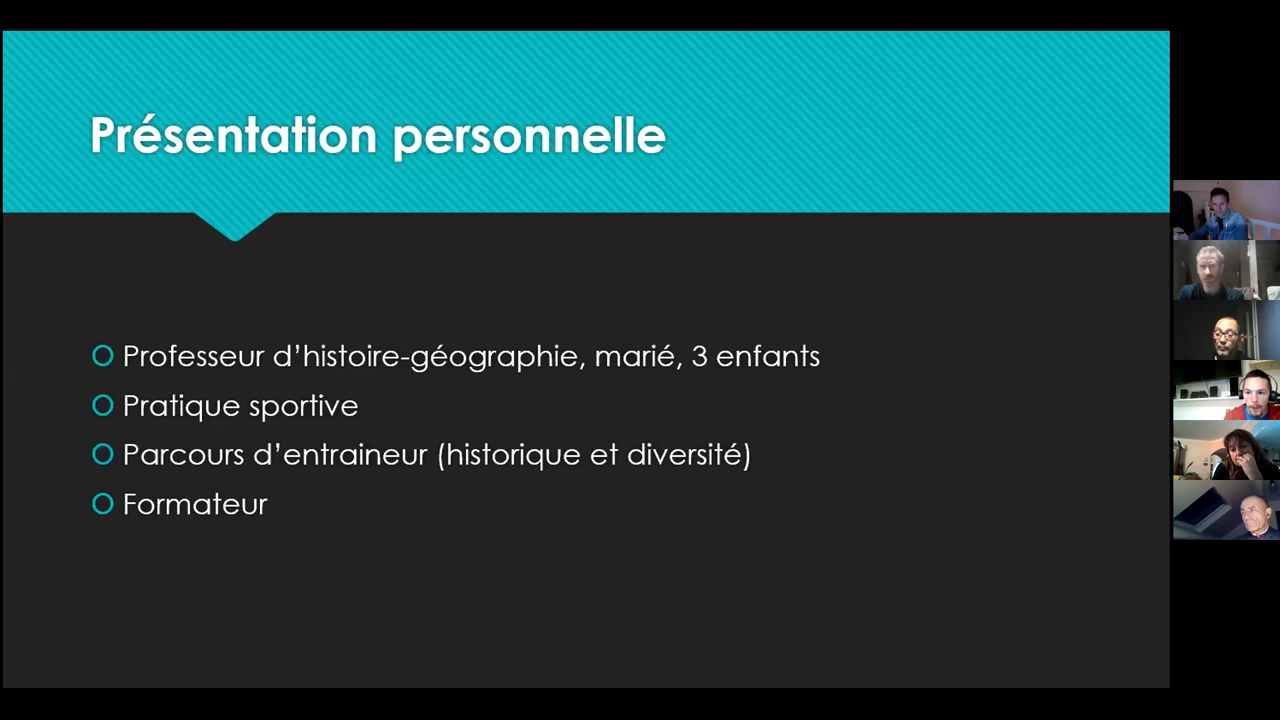 Présentation personnelle
Professeur d’histoire-géographie, marié, 3 enfants
Pratique sportive
Parcours d’entraineur (historique et diversité)
Formateur